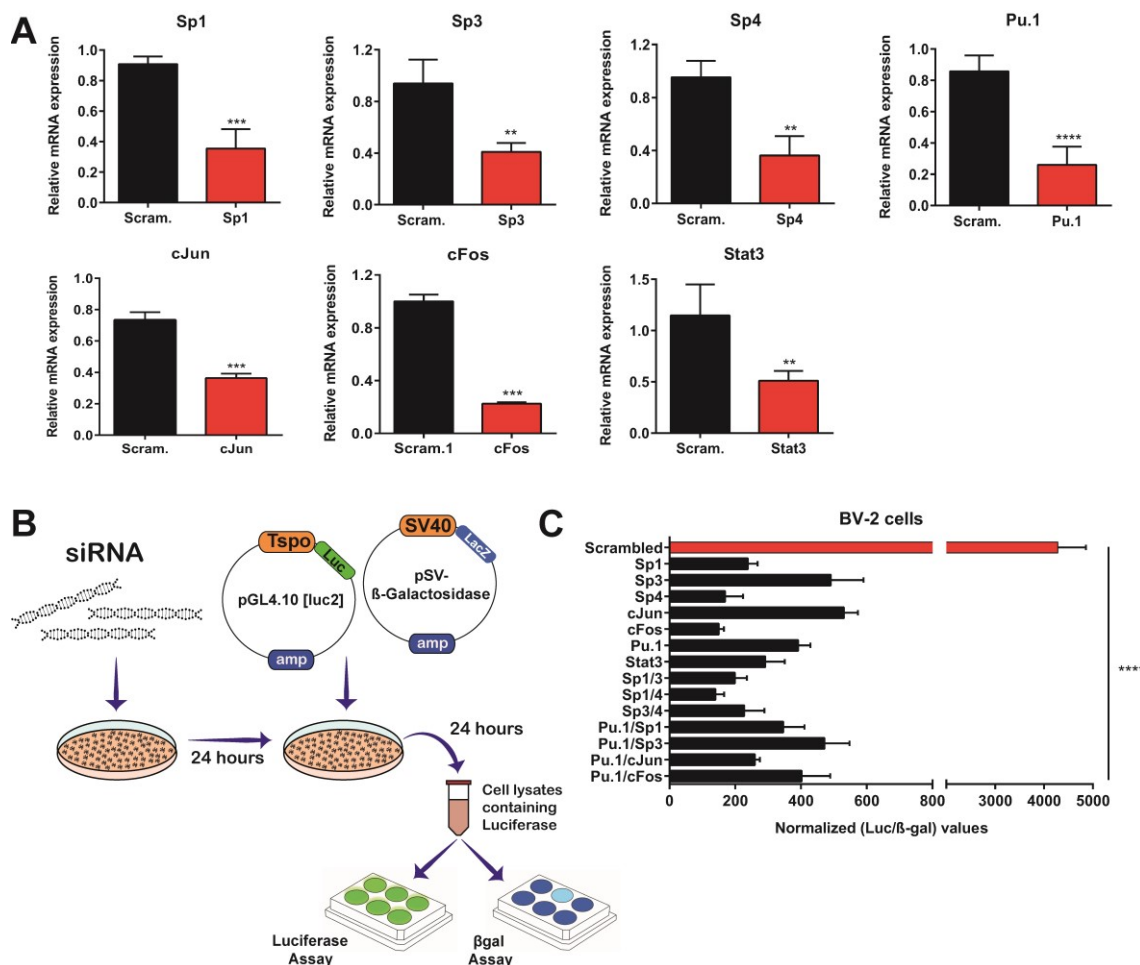 A
Sp1
Relative mRNA expression
1.0
0.8
0.6
0.4
0.2
0.0
***
Scram.
Sp1
Sp3
Relative mRNA expression
1.2
0.8
0.4
0.0
**
Scram.
Sp3
Sp4
Relative mRNA expression
1.2
0.8
0.4
0.0
**
Scram.
Sp4
Pu.1
Relative mRNA expression
1.0
0.8
0.6
0.4
0.2
0.0
****
Scram.
Pu.1
cJun
Relative mRNA expression
1.0
0.8
0.6
0.4
0.2
0.0
***
Scram.
cJun
cFos
Relative mRNA expression
1.2
0.9
0.6
0.3
0.0
***
Scram.1
cFos
Stat3
Relative mRNA expression
1.5
1.0
0.5
0.0
**
Scram.
Stat3
B
siRNA
Tspo
Luc
pGL4.10 [luc2]
amp
SV40
LacZ
pSV-
ß-Galactosidase
amp
24 hours
24 hours
Cell lysates
containing
Luciferase
Luciferase
Assay
βgal
Assay
C
BV-2 cells
Scrambled
Sp1
Sp3
Sp4
cJun
cFos
Pu.1
Stat3
Sp1/3
Sp1/4
Sp3/4
Pu.1/Sp1
Pu.1/Sp3
Pu.1/cJun
Pu.1/cFos
0 200 400 600 800 3000 4000 5000
Normalized (Luc/ß-gal) values